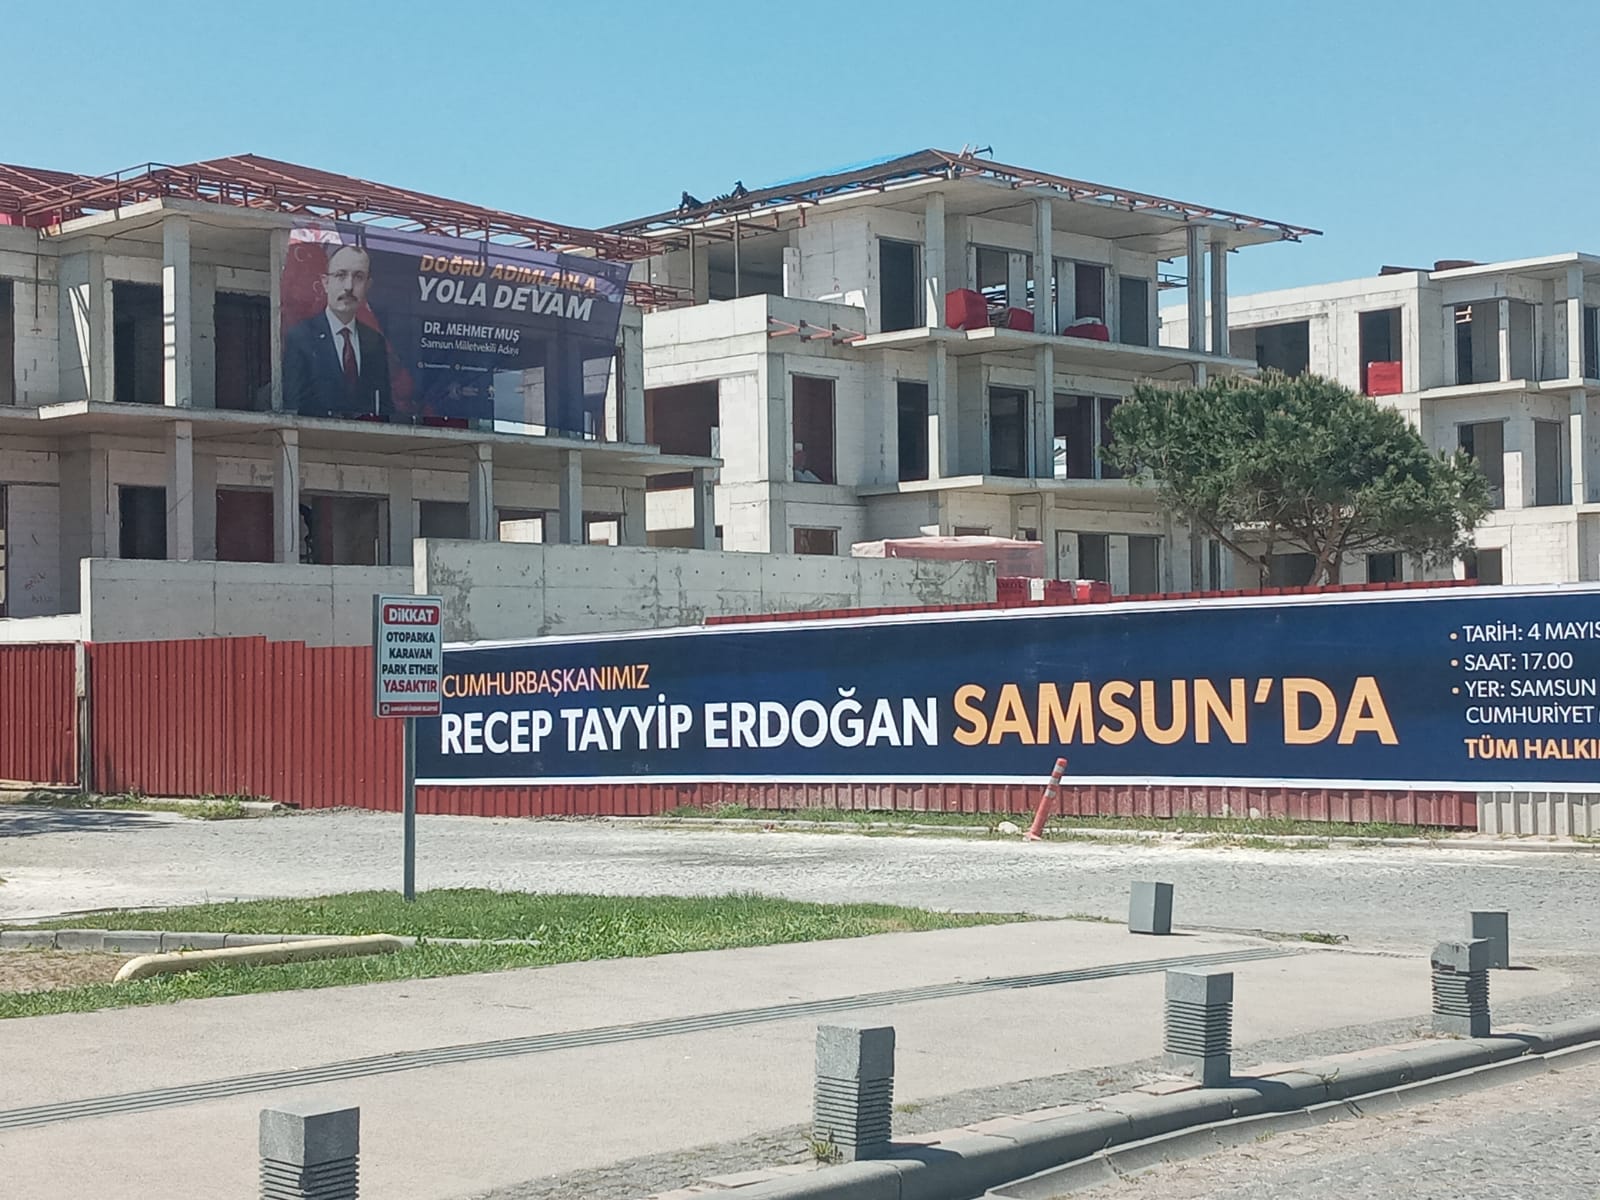 DOĞRU ADIMLARLA
YOLA DEVAM
DR. MEHMET MUŞ
Samsun Milletvekili Adayı
DİKKAT
OTOPARKA
KARAVAN
PARK ETMEK
YASAKTIR
CUMHURBAŞKANIMIZ
RECEP TAYYİP ERDOĞAN SAMSUN'DA
• TARİH: 4 MAYIS
• SAAT: 17.00
• YER: SAMSUN
CUMHURİYET
TÜM HALKI